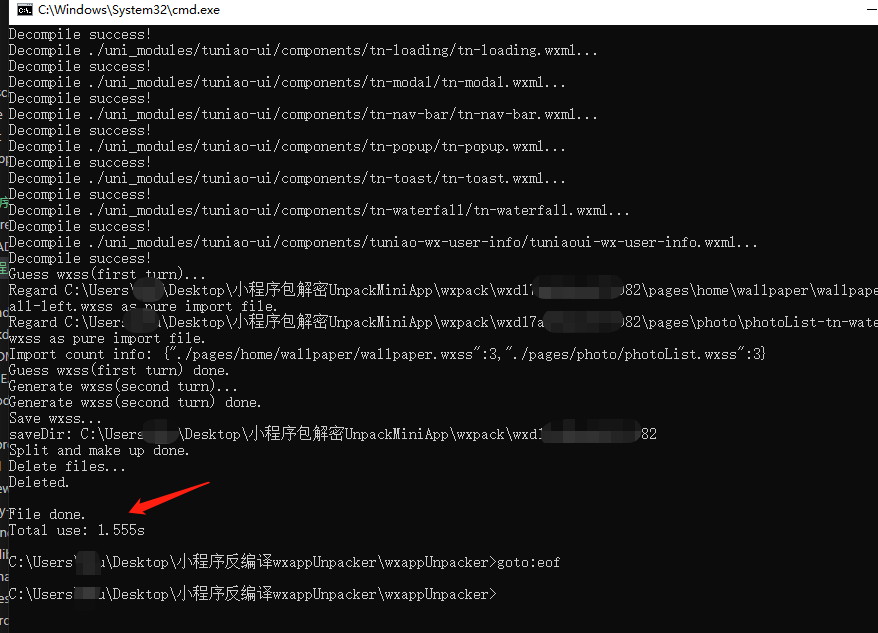 C:\Windows\System32\cmd.exe
Decompile success!
Decompile ./uni_modules/tuniao-ui/components/tn-loading/tn-loading.wxml...
Decompile success!
Decompile ./uni_modules/tuniao-ui/components/tn-modal/tn-modal.wxml...
Decompile success!
Decompile ./uni_modules/tuniao-ui/components/tn-nav-bar/tn-nav-bar.wxml...
Decompile success!
Decompile ./uni_modules/tuniao-ui/components/tn-popup/tn-popup.wxml...
Decompile success!
Decompile ./uni_modules/tuniao-ui/components/tn-toast/tn-toast.wxml...
Decompile success!
Decompile ./uni_modules/tuniao-ui/components/tn-waterfall/tn-waterfall.wxml...
Decompile success!
Decompile ./uni_modules/tuniao-ui/components/tuniao-wx-user-info/tuniaoui-wx-user-info.wxml...
Decompile success!
Guess wxss(first turn)...
Regard C:\Users\ \Desktop\小程序包解密UnpackMiniApp\wxpack\wxd17 082\pages\home\wallpaper\wallpape
all-left.wxss as pure import file.
Regard C:\Users \Desktop\小程序包解密UnpackMiniApp\wxpack\wxd17a 82\pages\photo\photoList-tn-wate
wxss as pure import file.
Import count info: {"./pages/home/wallpaper/wallpaper.wxss":3,"./pages/photo/photoList.wxss":3}
Guess wxss(first turn) done.
Generate wxss(second turn)...
Generate wxss(second turn) done.
Save wxss...
saveDir: C:\Users \Desktop\小程序包解密UnpackMiniApp\wxpack\wxd1 82
Split and make up done.
Delete files...
Deleted.
File done.
Total use: 1.555s
C:\Users\ u\Desktop\小程序反编译wxappUnpacker\wxappUnpacker>goto:eof
C:\Users u\Desktop\小程序反编译wxappUnpacker\wxappUnpacker>